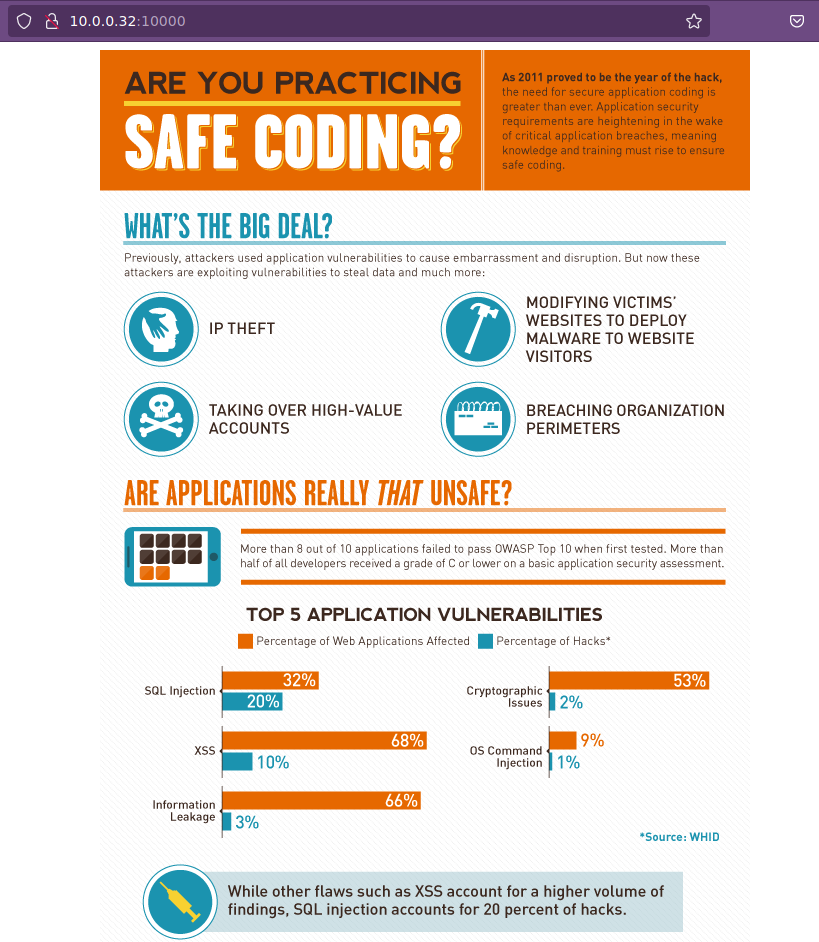 10.0.0.32:10000
ARE YOU PRACTICING
SAFE CODING?
As 2011 proved to be the year of the hack,
the need for secure application coding is
greater than ever. Application security
requirements are heightening in the wake
of critical application breaches, meaning
knowledge and training must rise to ensure
safe coding.
WHAT'S THE BIG DEAL?
Previously, attackers used application vulnerabilities to cause embarrassment and disruption. But now these
attackers are exploiting vulnerabilities to steal data and much more:
IP THEFT
MODIFYING VICTIMS'
WEBSITES TO DEPLOY
MALWARE TO WEBSITE
VISITORS
TAKING OVER HIGH-VALUE
ACCOUNTS
BREACHING ORGANIZATION
PERIMETERS
ARE APPLICATIONS REALLY THAT UNSAFE?
More than 8 out of 10 applications failed to pass OWASP Top 10 when first tested. More than
half of all developers received a grade of C or lower on a basic application security assessment.
TOP 5 APPLICATION VULNERABILITIES
Percentage of Web Applications Affected
Percentage of Hacks*
SQL Injection
32%
20%
XSS
68%
10%
Information
Leakage
66%
3%
Cryptographic
Issues
53%
2%
OS Command
Injection
9%
1%
*Source: WHID
While other flaws such as XSS account for a higher volume of
findings, SQL injection accounts for 20 percent of hacks.